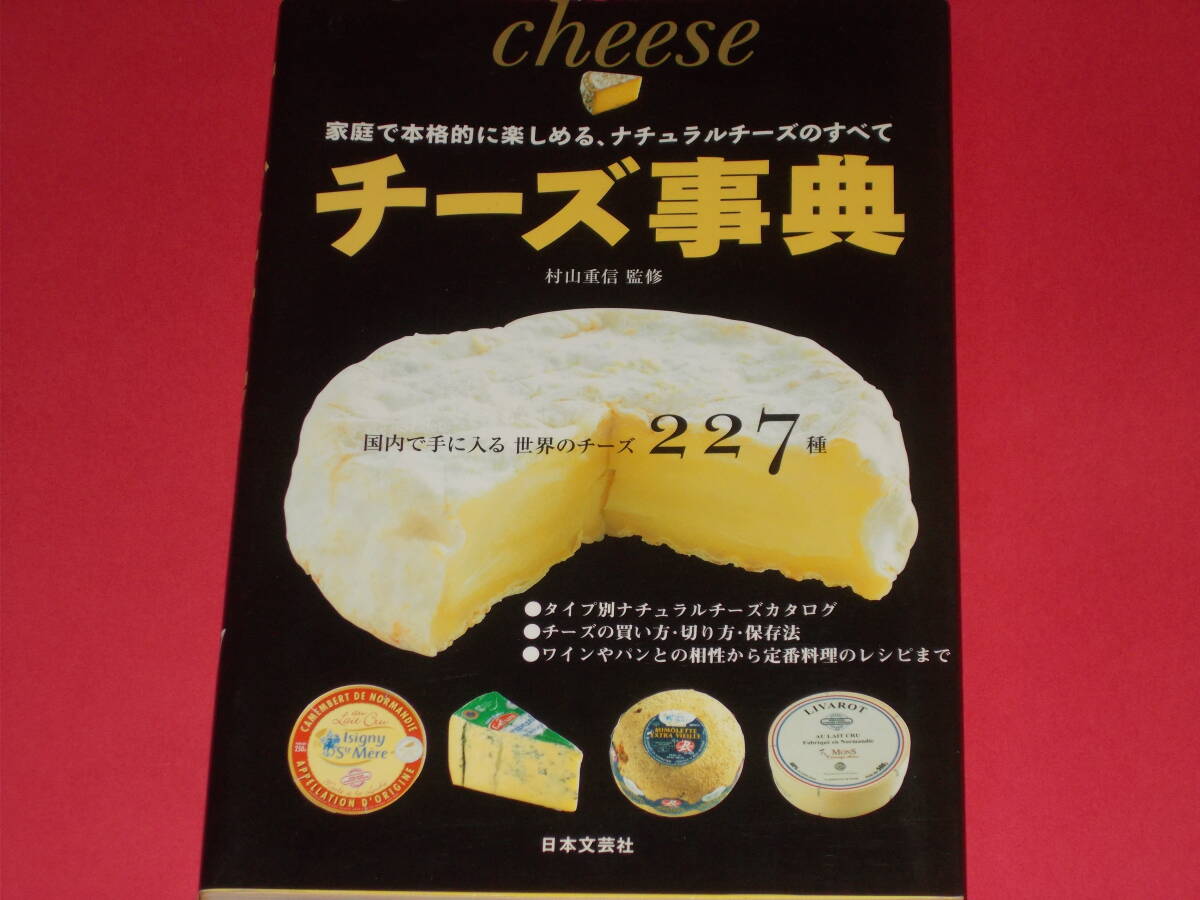 cheese
家庭で本格的に楽しめる、ナチュラルチーズのすべて
チーズ事典
村山重信 監修
国内で手に入る 世界のチーズ 227種
●タイプ別ナチュラルチーズカタログ
●チーズの買い方・切り方・保存法
●ワインやパンとの相性から定番料理のレシピまで
CAMEMBERT DE NORMANDIE
au Lait Cru
Isigny
Ste Mère
250g
APPELLATION D'ORIGINE
MIMOLETTE
EXTRA VIEILLE
LIVAROT
AU LAIT CRU
Fabriqué en Normandie
MONS
日本文芸社